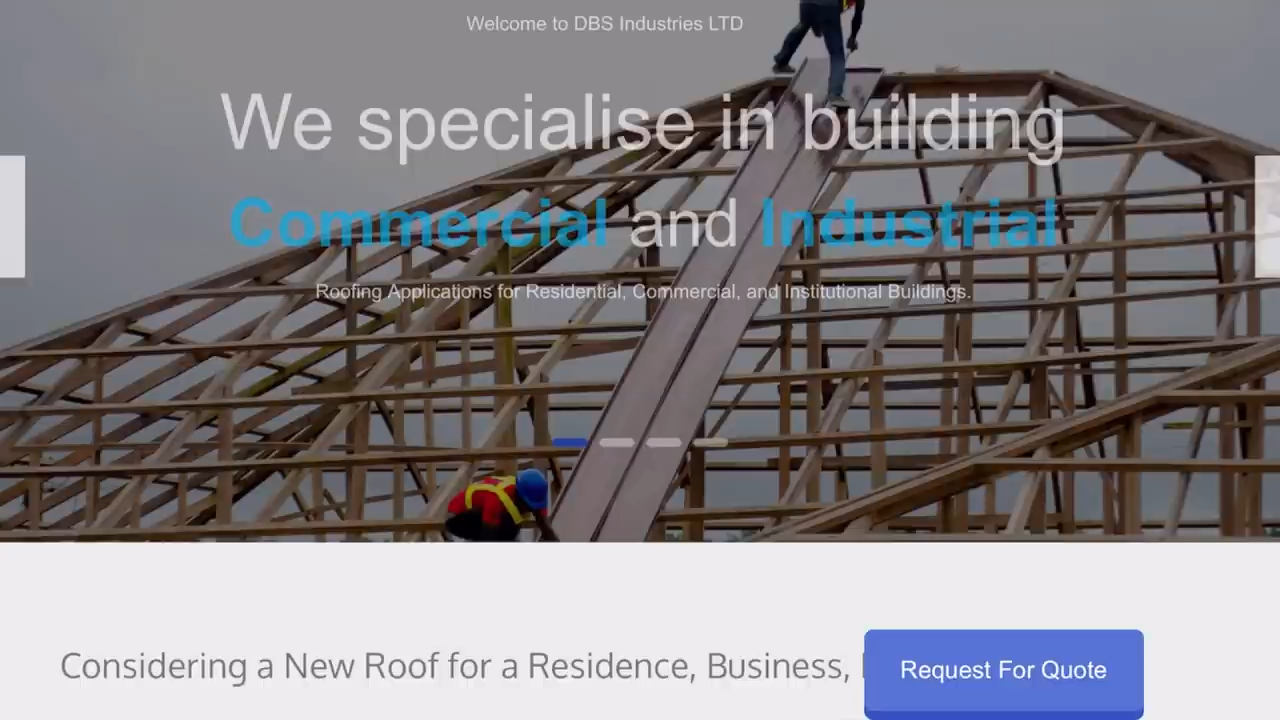 Welcome to DBS Industries LTD
We specialise in building
Commercial and Industrial
Roofing Applications for Residential, Commercial, and Institutional Buildings.
Considering a New Roof for a Residence, Business,
Request For Quote